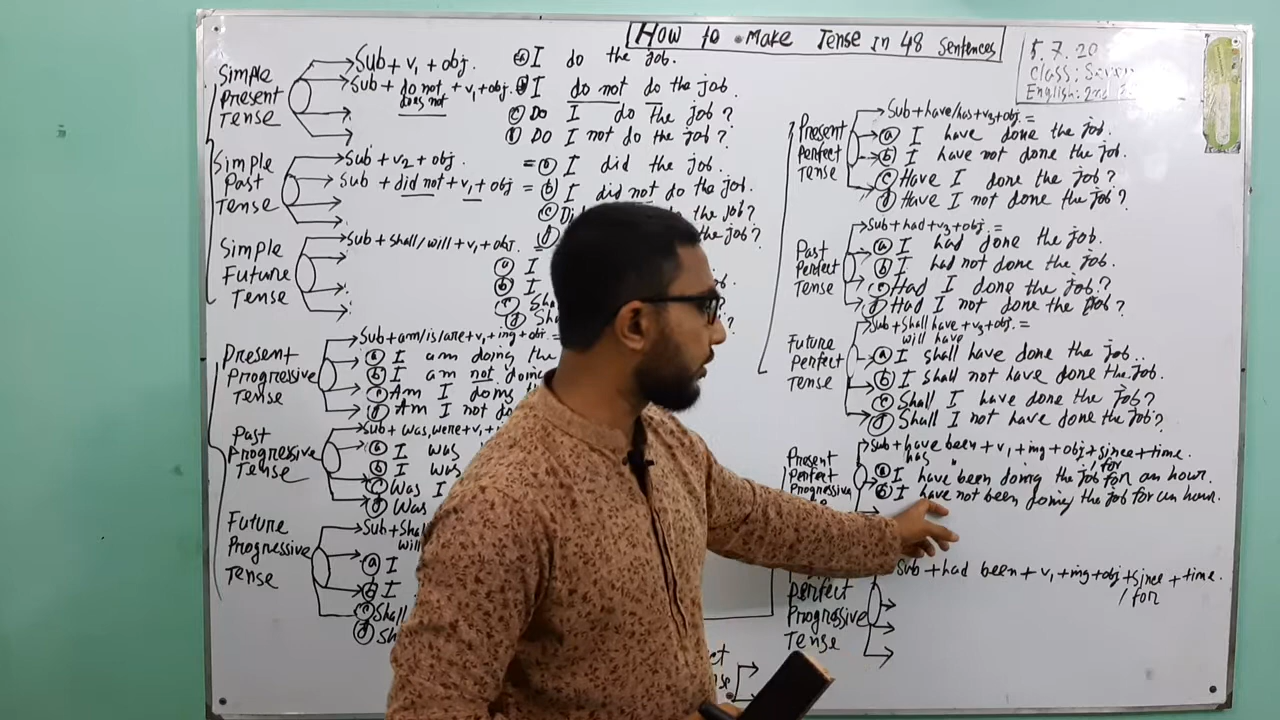 How to Make Tense In 48 Sentences
5.7.20
Class:
English: 2nd
Simple Present Tense
Sub + v₁ + obj.
Sub + do not + v₁ + obj.
does not
(a) I do the job.
(b) I do not do the job.
(c) Do I do the job?
(d) Do I not do the job?
Simple Past Tense
Sub + v₂ + obj.
= (a) I did the job.
Sub + did not + v₁ + obj = (b) I did not do the job.
(c) the job?
(d) the job?
Simple Future Tense
Sub + shall/will + v₁ + obj. =
(a) I
(b) I
(c)
(d)
Present Progressive Tense
Sub + am/is/are + v₁ + ing + obj. =
(a) I am doing the
(b) I am not doing
(c) Am I doing
(d) Am I not
Past Progressive Tense
Sub + was, were + v₁ +
(a) I was
(b) I was
(c) Was I
(d) Was
Future Progressive Tense
Sub +
will
(a) I
(b) I
(c) Shall
(d)
Present Perfect Tense
Sub + have/has + v₃ + obj. =
(a) I have done the job.
(b) I have not done the job.
(c) Have I done the job?
(d) Have I not done the job?
Past Perfect Tense
Sub + had + v₃ + obj. =
(a) I had done the job.
(b) I had not done the job.
(c) Had I done the job?
(d) Had I not done the job?
Future Perfect Tense
Sub + shall have + v₃ + obj. =
will have
(a) I shall have done the job..
(b) I shall not have done the job.
(c) Shall I have done the job?
(d) Shall I not have done the job?
Present Perfect Progressive
Sub + have been + v₁ + ing + obj + since + time.
has
/for
(a) I have been doing the job for an hour.
(b) I have not been doing the job for an hour.
Perfect Progressive Tense
Sub + had been + v₁ + ing + obj + since + time.
/for